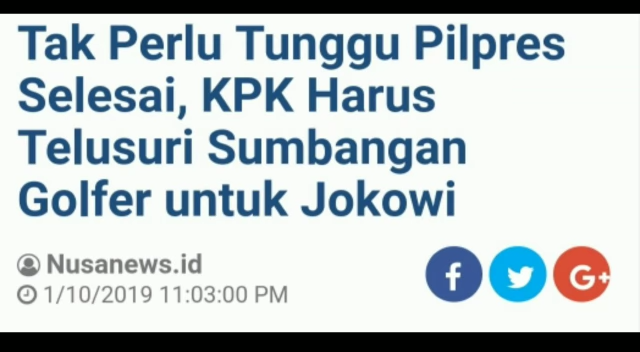 Tak Perlu Tunggu Pilpres
Selesai, KPK Harus
Telusuri Sumbangan
Golfer untuk Jokowi
Nusanews.id
1/10/2019 11:03:00 PM
f
G+